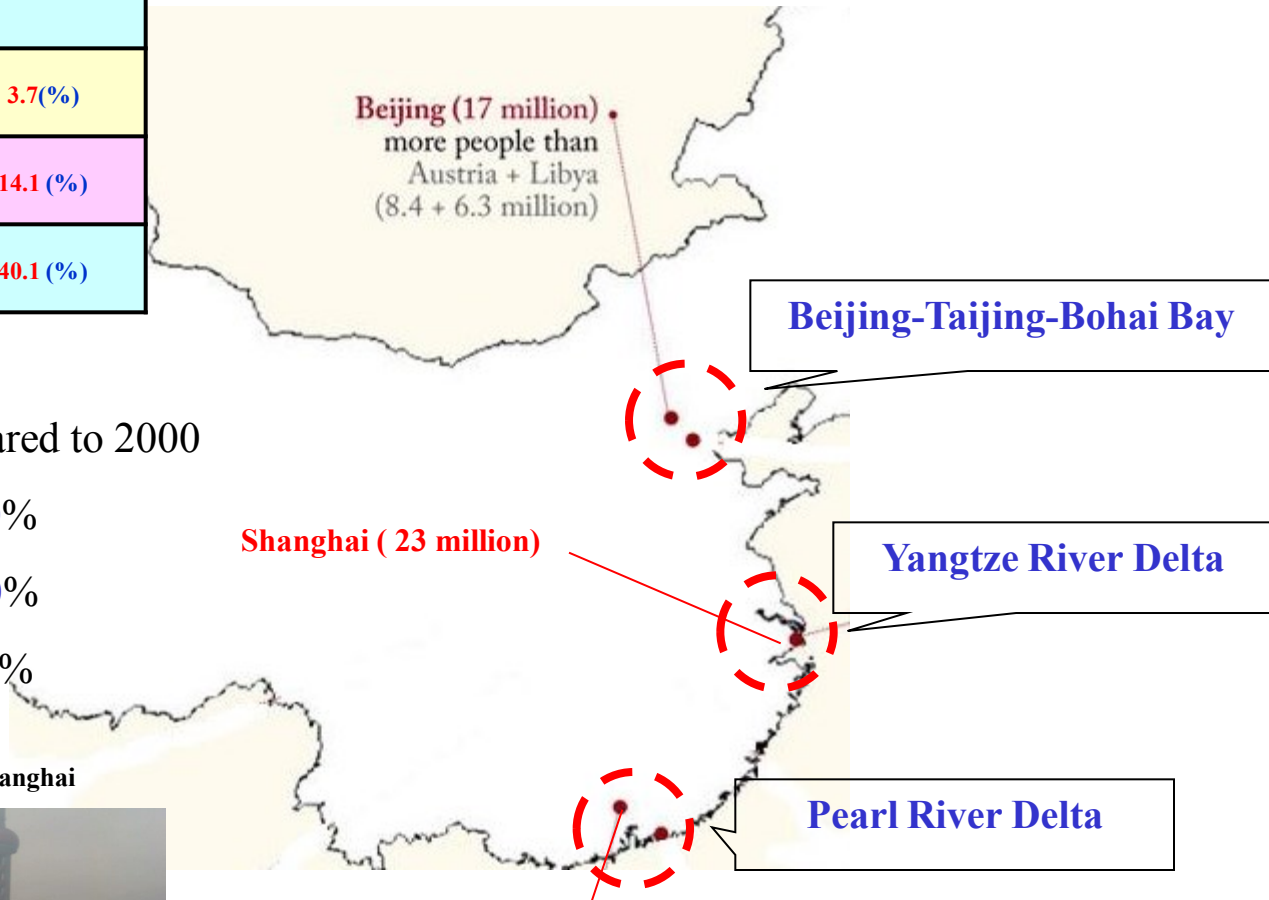 3.7(%)
14.1 (%)
40.1 (%)
Beijing (17 million)
more people than
Austria + Libya
(8.4 + 6.3 million)
Beijing-Taijing-Bohai Bay
ared to 2000
%
%
%
Shanghai ( 23 million)
Yangtze River Delta
anghai
Pearl River Delta